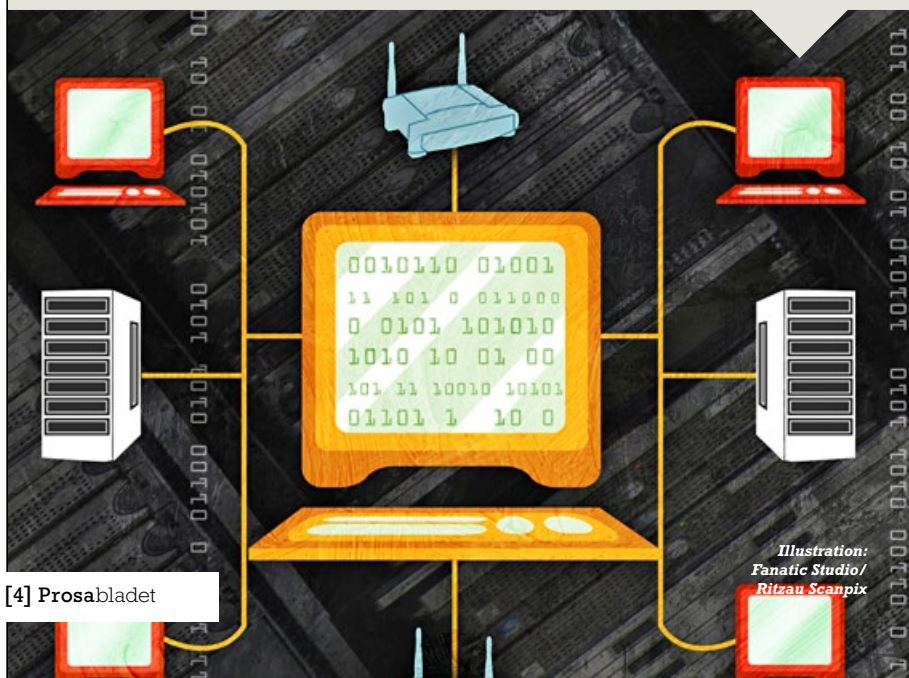 0010110 01001
11 101 0 011000
0 0101 101010
1010 10 01 00
101 11 10010 10101
01101 1 10 0
Illustration:
Fanatic Studio/
Ritzau Scanpix
[4] Prosabladet